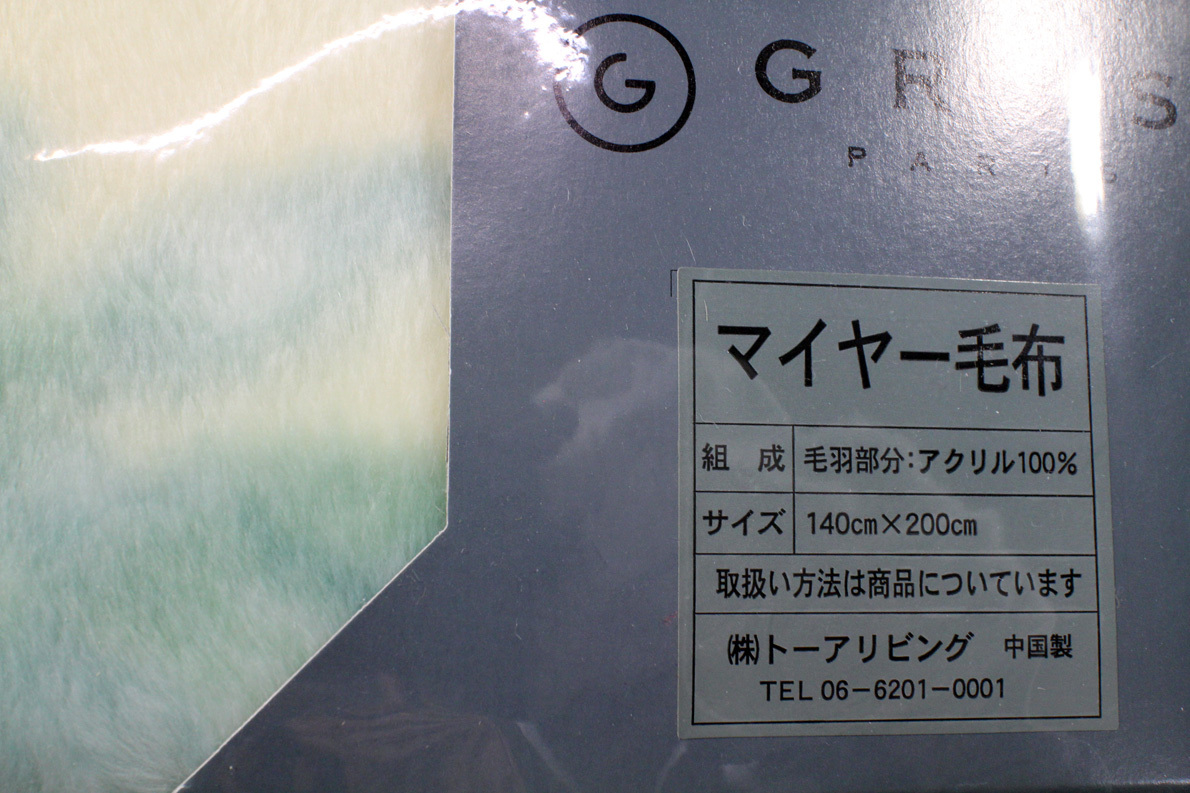 G
マイヤー毛布
組 成 毛羽部分:アクリル100%
サイズ 140cm×200cm
取扱い方法は商品についています
㈱トーアリビング 中国製
TEL 06-6201-0001